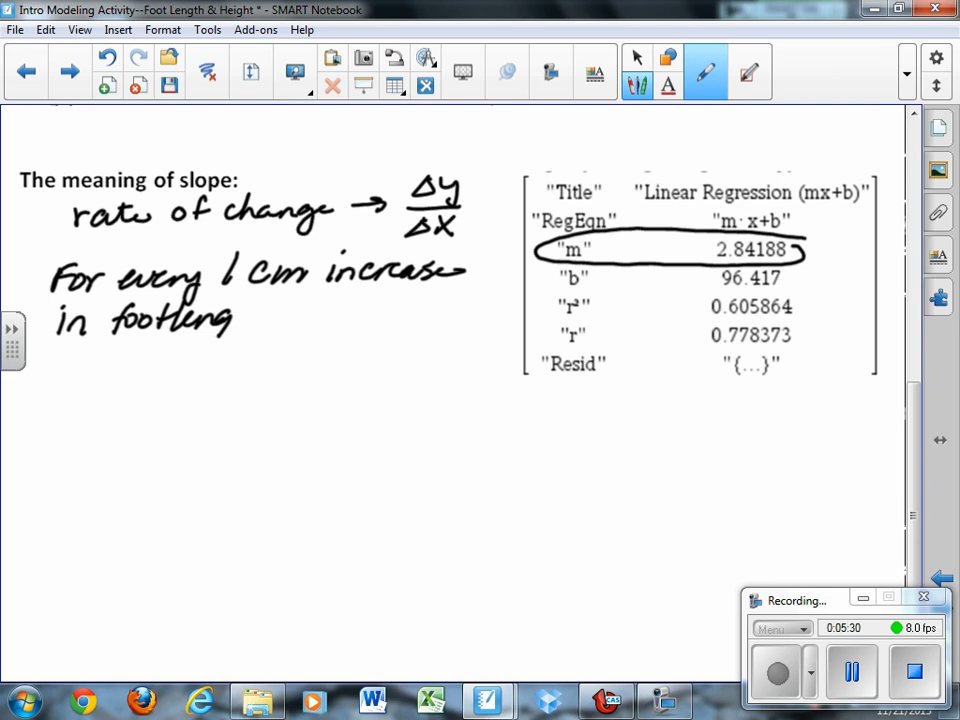 Intro Modeling Activity--Foot Length & Height * - SMART Notebook
File Edit View Insert Format Tools Add-ons Help
The meaning of slope:
rate of change → Δy
ΔX
For every 1 cm increase
in footleng
"Title" "Linear Regression (mx+b)"
"RegEqn" "m·x+b"
"m" 2.84188
"b" 96.417
"r²" 0.605864
"r" 0.778373
"Resid" "{...}"
Recording...
Menu 0:05:30 8.0 fps
CAS